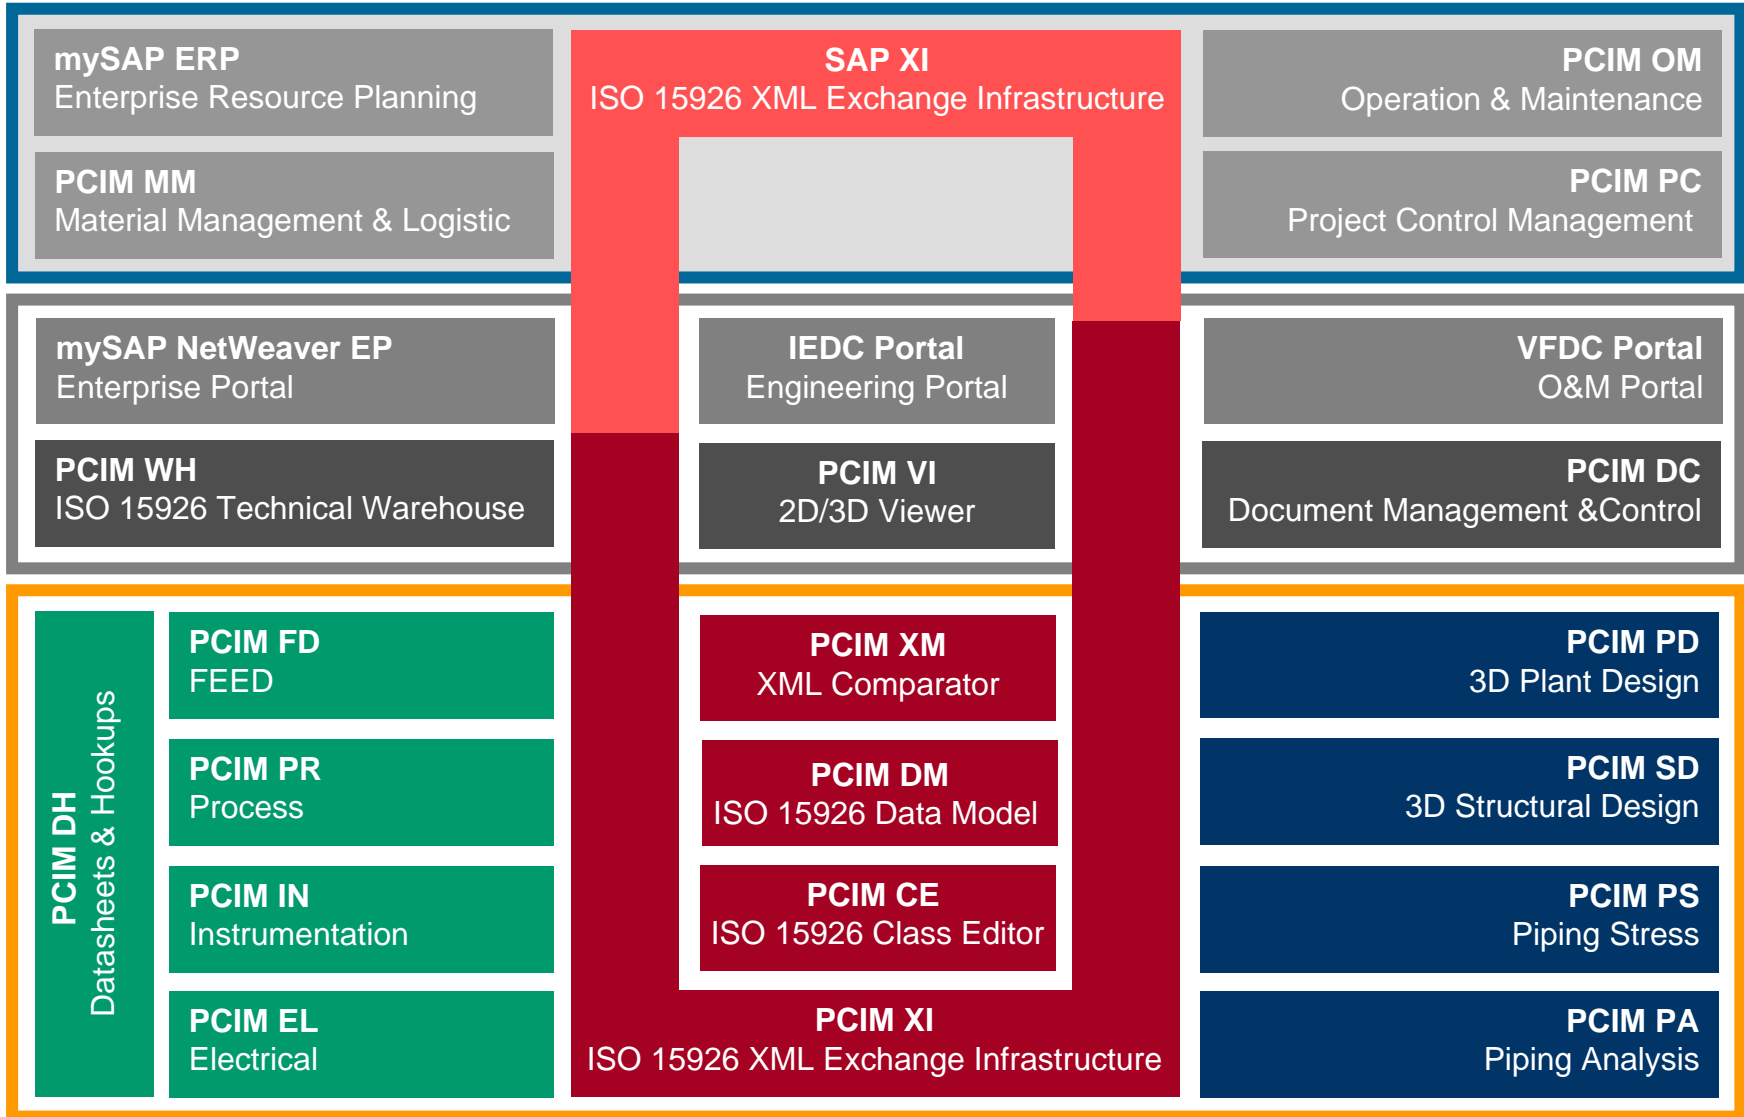 mySAP ERP
Enterprise Resource Planning
SAP XI
ISO 15926 XML Exchange Infrastructure
PCIM OM
Operation & Maintenance
PCIM MM
Material Management & Logistic
PCIM PC
Project Control Management
mySAP NetWeaver EP
Enterprise Portal
IEDC Portal
Engineering Portal
VFDC Portal
O&M Portal
PCIM WH
ISO 15926 Technical Warehouse
PCIM VI
2D/3D Viewer
PCIM DC
Document Management &Control
PCIM DH
Datasheets & Hookups
PCIM FD
FEED
PCIM XM
XML Comparator
PCIM PD
3D Plant Design
PCIM PR
Process
PCIM DM
ISO 15926 Data Model
PCIM SD
3D Structural Design
PCIM IN
Instrumentation
PCIM CE
ISO 15926 Class Editor
PCIM PS
Piping Stress
PCIM EL
Electrical
PCIM XI
ISO 15926 XML Exchange Infrastructure
PCIM PA
Piping Analysis